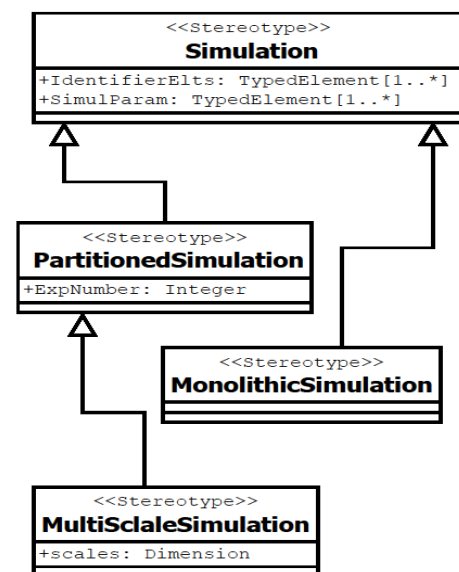 <<Stereotype>>
Simulation
+IdentifierElts: TypedElement[1..*]
+SimulParam: TypedElement[1..*]
<<Stereotype>>
PartitionedSimulation
+ExpNumber: Integer
<<Stereotype>>
MonolithicSimulation
<<Stereotype>>
MultiSclaleSimulation
+scales: Dimension